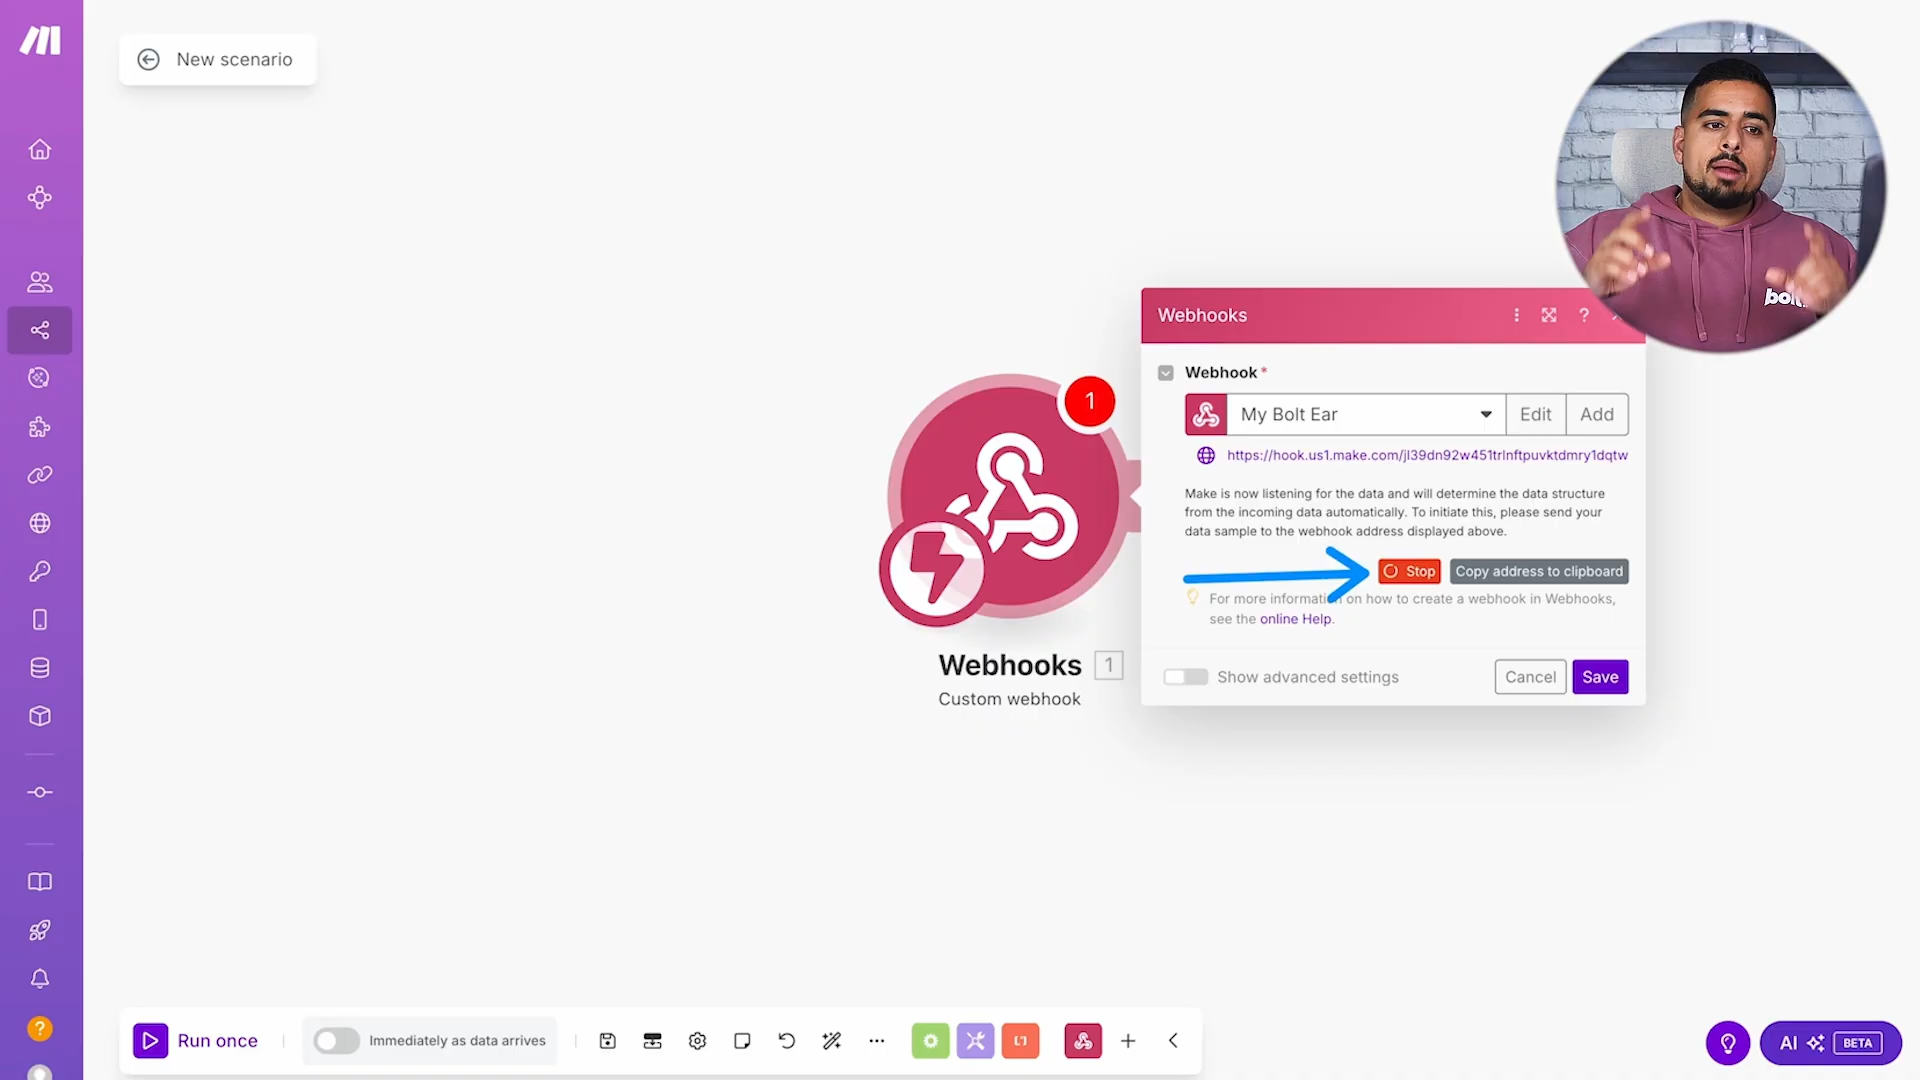 New scenario
bolt.
Webhooks
Webhook *
My Bolt Ear
Edit
Add
https://hook.us1.make.com/jl39dn92w451trlnftpuvktdmry1dqtw
Make is now listening for the data and will determine the data structure
from the incoming data automatically. To initiate this, please send your
data sample to the webhook address displayed above.
Stop
Copy address to clipboard
For more information on how to create a webhook in Webhooks,
see the online Help.
Show advanced settings
Cancel
Save
1
Webhooks 1
Custom webhook
Run once
Immediately as data arrives
AI BETA